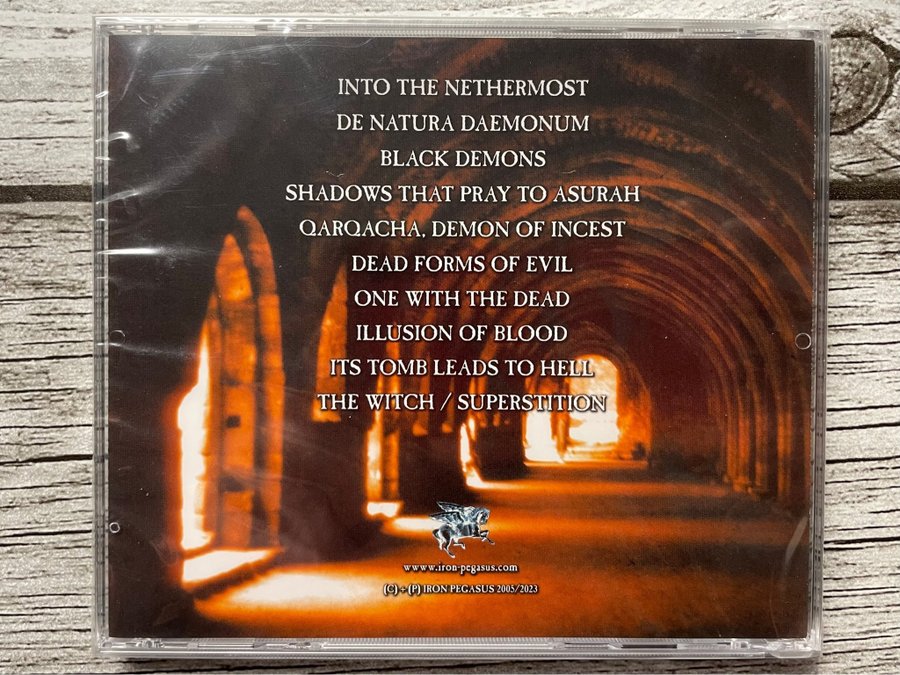 INTO THE NETHERMOST
DE NATURA DAEMONUM
BLACK DEMONS
SHADOWS THAT PRAY TO ASURAH
QARQACHA, DEMON OF INCEST
DEAD FORMS OF EVIL
ONE WITH THE DEAD
ILLUSION OF BLOOD
ITS TOMB LEADS TO HELL
THE WITCH / SUPERSTITION
www.iron-pegasus.com
(C) + (P) IRON PEGASUS 2005/2023